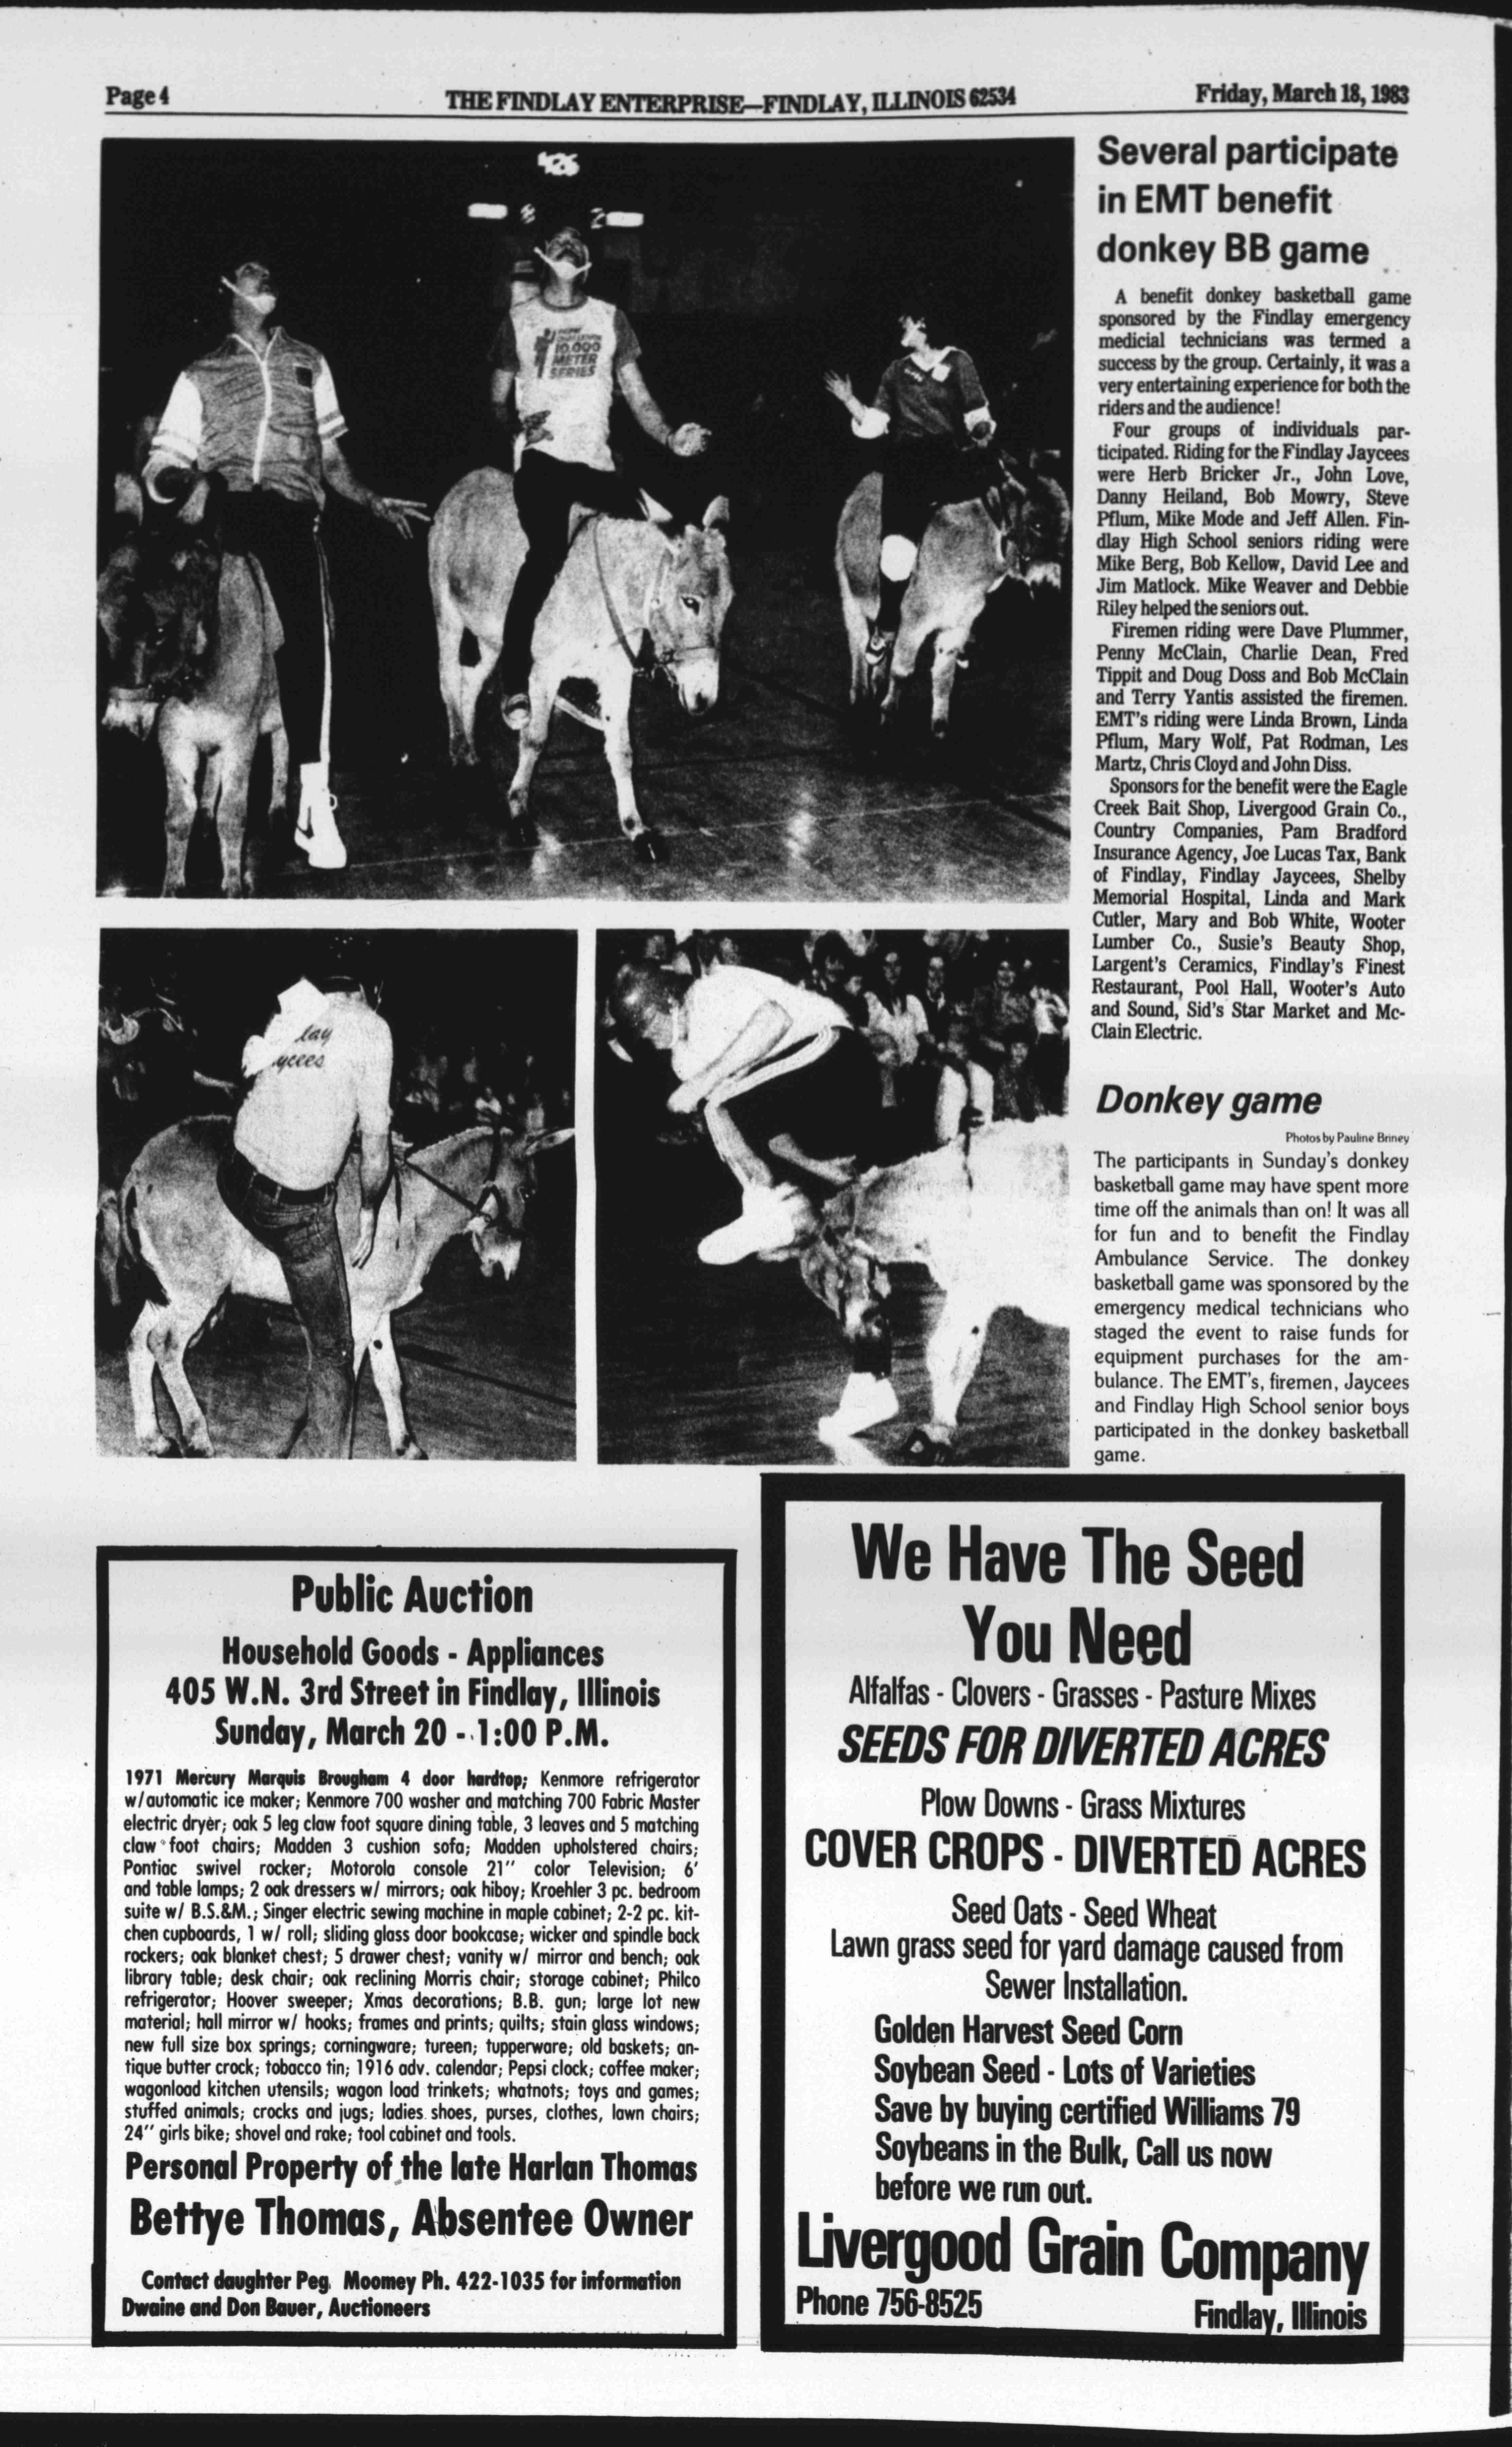 Page 4
THE FINDLAY ENTERPRISE—FINDLAY, ILLINOIS 62534
Friday, March 18, 1983
10,000
METER
SERIES
lay
ycees
Several participate
in EMT benefit
donkey BB game
A benefit donkey basketball game
sponsored by the Findlay emergency
medicial technicians was termed a
success by the group. Certainly, it was a
very entertaining experience for both the
riders and the audience!
Four groups of individuals par-
ticipated. Riding for the Findlay Jaycees
were Herb Bricker Jr., John Love,
Danny Heiland, Bob Mowry, Steve
Pflum, Mike Mode and Jeff Allen. Fin-
dlay High School seniors riding were
Mike Berg, Bob Kellow, David Lee and
Jim Matlock. Mike Weaver and Debbie
Riley helped the seniors out.
Firemen riding were Dave Plummer,
Penny McClain, Charlie Dean, Fred
Tippit and Doug Doss and Bob McClain
and Terry Yantis assisted the firemen.
EMT's riding were Linda Brown, Linda
Pflum, Mary Wolf, Pat Rodman, Les
Martz, Chris Cloyd and John Diss.
Sponsors for the benefit were the Eagle
Creek Bait Shop, Livergood Grain Co.,
Country Companies, Pam Bradford
Insurance Agency, Joe Lucas Tax, Bank
of Findlay, Findlay Jaycees, Shelby
Memorial Hospital, Linda and Mark
Cutler, Mary and Bob White, Wooter
Lumber Co., Susie's Beauty Shop,
Largent's Ceramics, Findlay's Finest
Restaurant, Pool Hall, Wooter's Auto
and Sound, Sid's Star Market and Mc-
Clain Electric.
Donkey game
Photos by Pauline Briney
The participants in Sunday's donkey
basketball game may have spent more
time off the animals than on! It was all
for fun and to benefit the Findlay
Ambulance Service. The donkey
basketball game was sponsored by the
emergency medical technicians who
staged the event to raise funds for
equipment purchases for the am-
bulance. The EMT's, firemen, Jaycees
and Findlay High School senior boys
participated in the donkey basketball
game.
Public Auction
Household Goods - Appliances
405 W.N. 3rd Street in Findlay, Illinois
Sunday, March 20 - 1:00 P.M.
1971 Mercury Marquis Brougham 4 door hardtop; Kenmore refrigerator
w/automatic ice maker; Kenmore 700 washer and matching 700 Fabric Master
electric dryer; oak 5 leg claw foot square dining table, 3 leaves and 5 matching
claw foot chairs; Madden 3 cushion sofa; Madden upholstered chairs;
Pontiac swivel rocker; Motorola console 21" color Television; 6'
and table lamps; 2 oak dressers w/ mirrors; oak hiboy; Kroehler 3 pc. bedroom
suite w/ B.S.&M.; Singer electric sewing machine in maple cabinet; 2-2 pc. kit-
chen cupboards, 1 w/ roll; sliding glass door bookcase; wicker and spindle back
rockers; oak blanket chest; 5 drawer chest; vanity w/ mirror and bench; oak
library table; desk chair; oak reclining Morris chair; storage cabinet; Philco
refrigerator; Hoover sweeper; Xmas decorations; B.B. gun; large lot new
material; hall mirror w/ hooks; frames and prints; quilts; stain glass windows;
new full size box springs; corningware; tureen; tupperware; old baskets; an-
tique butter crock; tobacco tin; 1916 adv. calendar; Pepsi clock; coffee maker;
wagonload kitchen utensils; wagon load trinkets; whatnots; toys and games;
stuffed animals; crocks and jugs; ladies shoes, purses, clothes, lawn chairs;
24" girls bike; shovel and rake; tool cabinet and tools.
Personal Property of the late Harlan Thomas
Bettye Thomas, Absentee Owner
Contact daughter Peg Moomey Ph. 422-1035 for information
Dwaine and Don Bauer, Auctioneers
We Have The Seed
You Need
Alfalfas - Clovers - Grasses - Pasture Mixes
SEEDS FOR DIVERTED ACRES
Plow Downs - Grass Mixtures
COVER CROPS - DIVERTED ACRES
Seed Oats - Seed Wheat
Lawn grass seed for yard damage caused from
Sewer Installation.
Golden Harvest Seed Corn
Soybean Seed - Lots of Varieties
Save by buying certified Williams 79
Soybeans in the Bulk, Call us now
before we run out.
Livergood Grain Company
Phone 756-8525
Findlay, Illinois